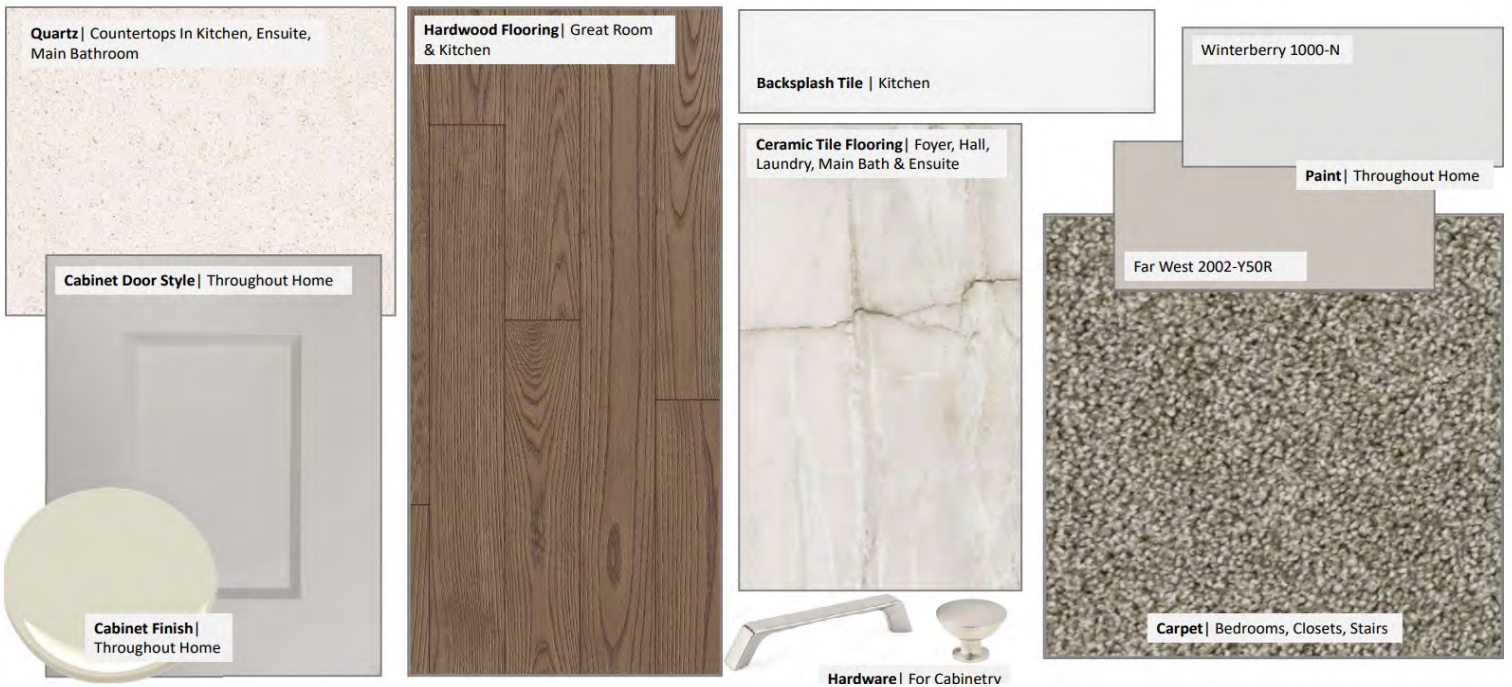 Quartz| Countertops In Kitchen, Ensuite,
Main Bathroom
Cabinet Door Style| Throughout Home
Cabinet Finish|
Throughout Home
Hardwood Flooring| Great Room
& Kitchen
Backsplash Tile | Kitchen
Ceramic Tile Flooring| Foyer, Hall,
Laundry, Main Bath & Ensuite
Hardware| For Cabinetry
Winterberry 1000-N
Paint| Throughout Home
Far West 2002-Y50R
Carpet| Bedrooms, Closets, Stairs